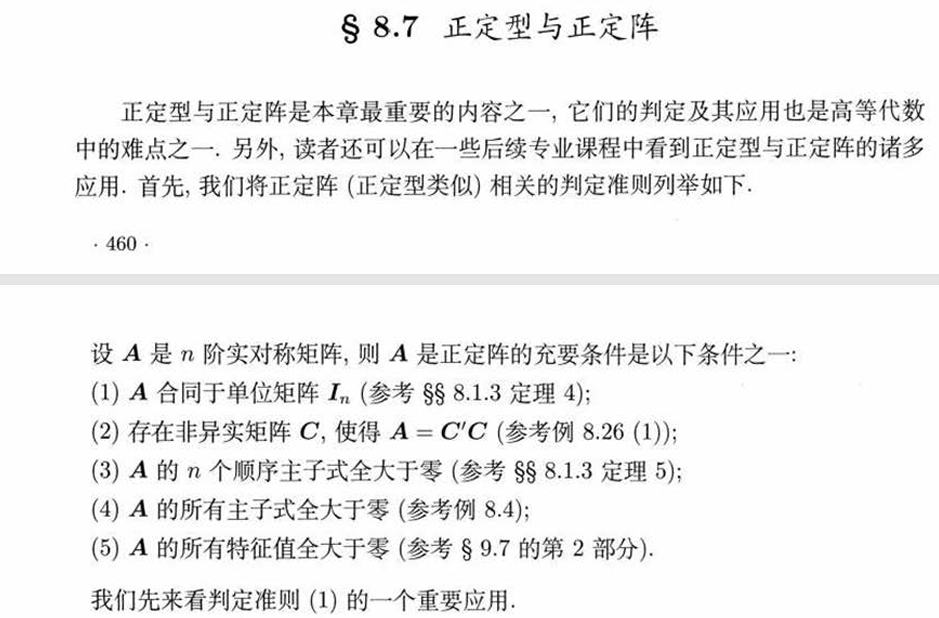 § 8.7 正定型与正定阵
正定型与正定阵是本章最重要的内容之一, 它们的判定及其应用也是高等代数
中的难点之一. 另外, 读者还可以在一些后续专业课程中看到正定型与正定阵的诸多
应用. 首先, 我们将正定阵 (正定型类似) 相关的判定准则列举如下.
· 460 ·
设 A 是 n 阶实对称矩阵, 则 A 是正定阵的充要条件是以下条件之一:
(1) A 合同于单位矩阵 Iₙ (参考 §§ 8.1.3 定理 4);
(2) 存在非异实矩阵 C, 使得 A = C′C (参考例 8.26 (1));
(3) A 的 n 个顺序主子式全大于零 (参考 §§ 8.1.3 定理 5);
(4) A 的所有主子式全大于零 (参考例 8.4);
(5) A 的所有特征值全大于零 (参考 § 9.7 的第 2 部分).
我们先来看判定准则 (1) 的一个重要应用.